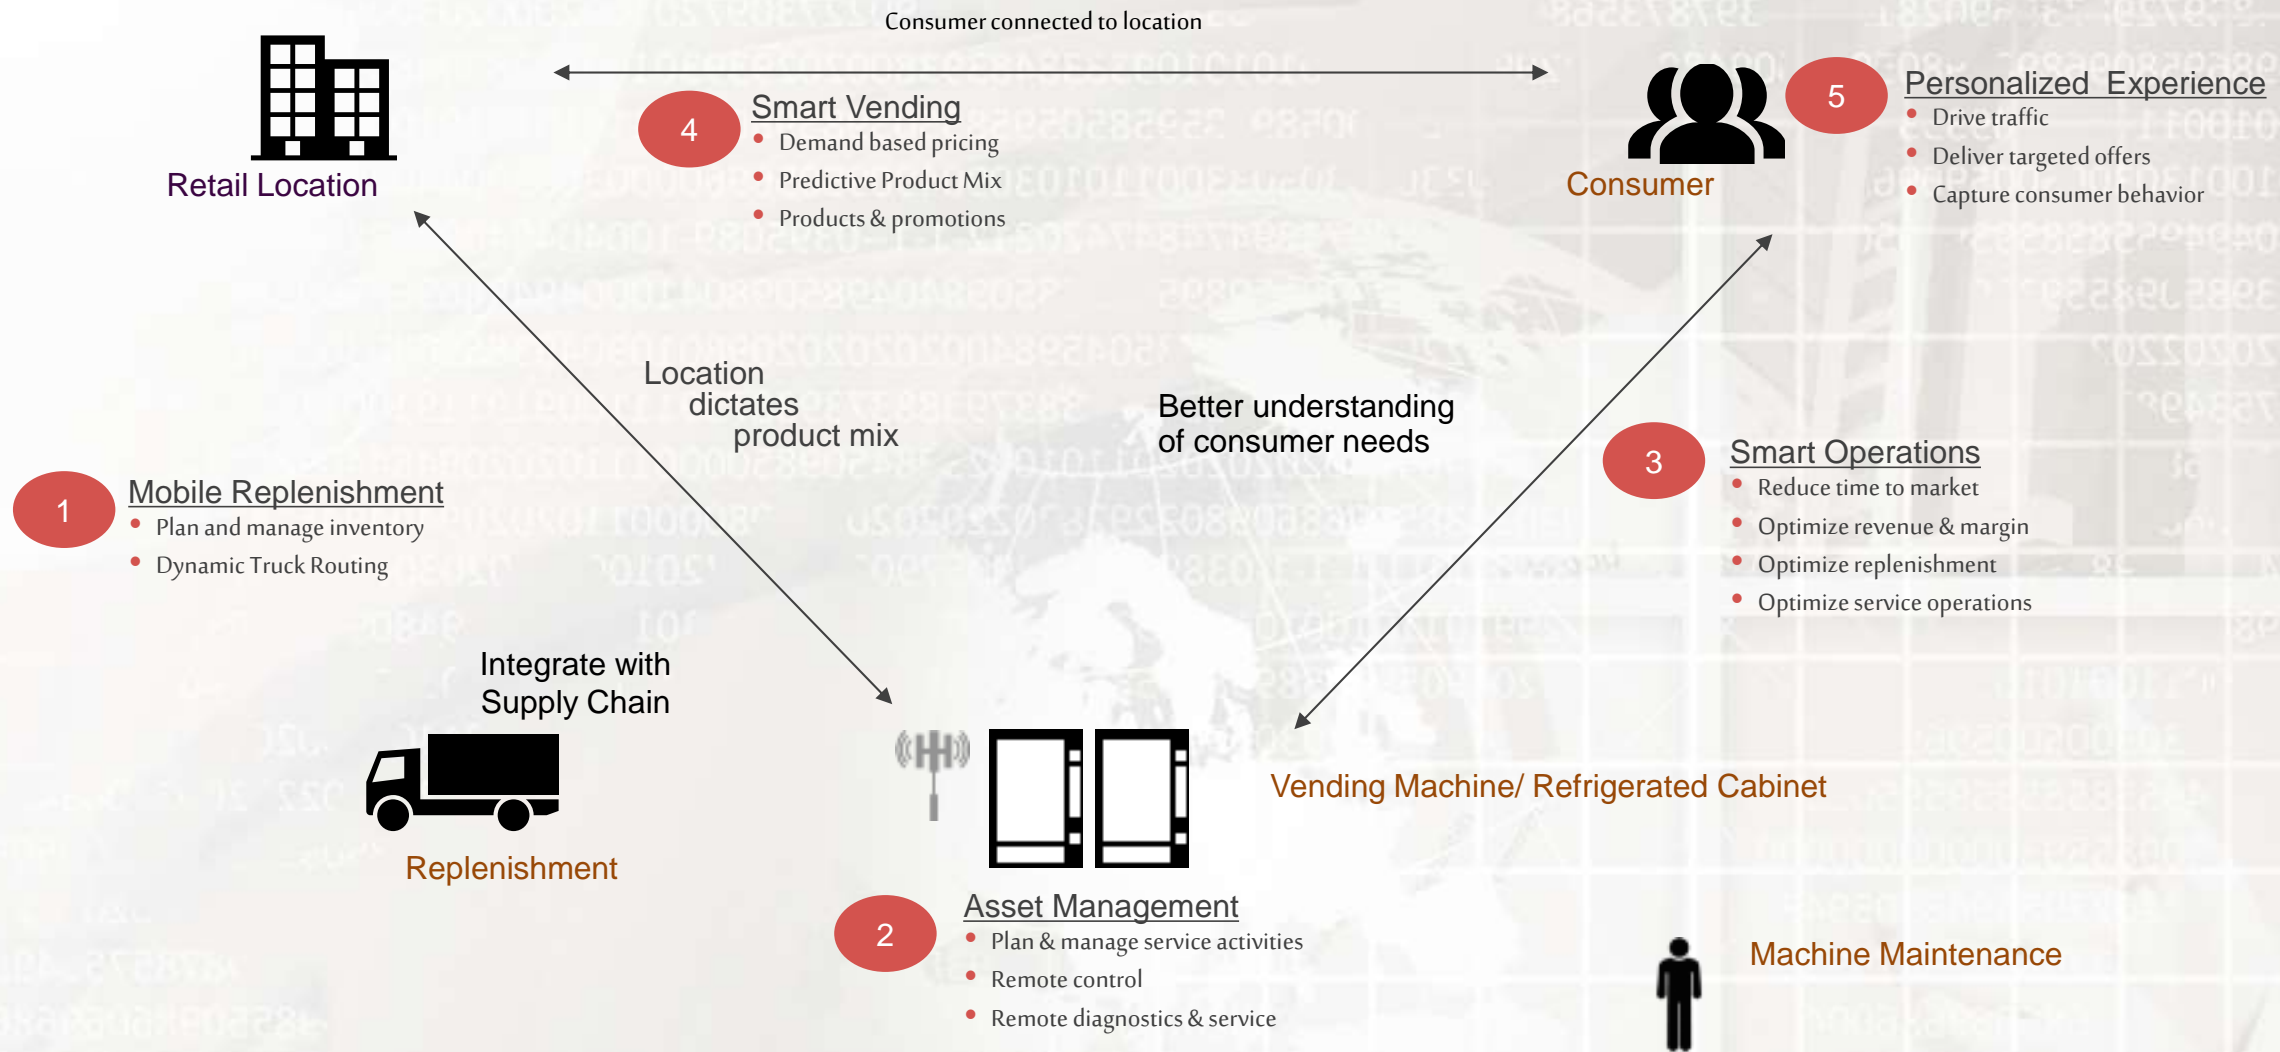 Consumer connected to location
Retail Location
4
Smart Vending
• Demand based pricing
• Predictive Product Mix
• Products & promotions
Consumer
5
Personalized Experience
• Drive traffic
• Deliver targeted offers
• Capture consumer behavior
Location
dictates
product mix
Better understanding
of consumer needs
1
Mobile Replenishment
• Plan and manage inventory
• Dynamic Truck Routing
3
Smart Operations
• Reduce time to market
• Optimize revenue & margin
• Optimize replenishment
• Optimize service operations
Integrate with
Supply Chain
Replenishment
Vending Machine/ Refrigerated Cabinet
2
Asset Management
• Plan & manage service activities
• Remote control
• Remote diagnostics & service
Machine Maintenance